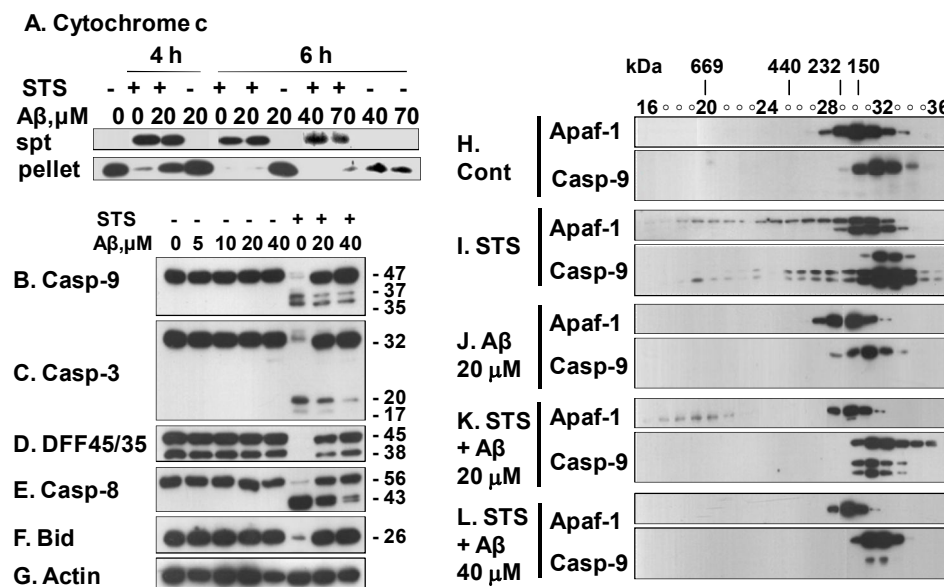 A. Cytochrome c
4 h 6 h
STS - + + - + + - + + - -
Aβ,µM 0 0 20 20 0 20 20 40 70 40 70
spt
pellet
STS - - - - - + + +
Aβ,µM 0 5 10 20 40 0 20 40
B. Casp-9 - 47
- 37
- 35
C. Casp-3 - 32
- 20
- 17
D. DFF45/35 - 45
- 38
E. Casp-8 - 56
- 43
F. Bid - 26
G. Actin
kDa 669 440 232 150
16 ○ ○ ○ 20 ○ ○ ○ 24 ○ ○ ○ 28 ○ ○ ○ 32 ○ ○ ○ 36
H. Cont
Apaf-1
Casp-9
I. STS
Apaf-1
Casp-9
J. Aβ
20 µM
Apaf-1
Casp-9
K. STS
+ Aβ
20 µM
Apaf-1
Casp-9
L. STS
+ Aβ
40 µM
Apaf-1
Casp-9